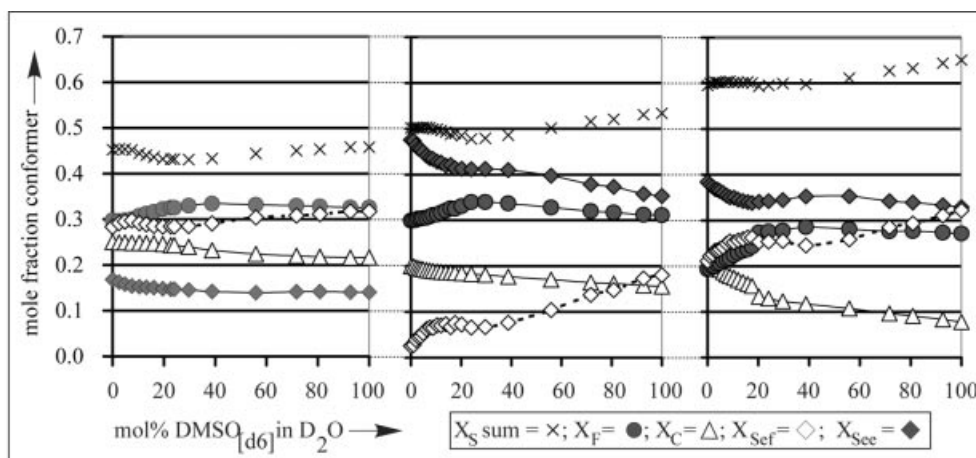 0.7
0.6
0.5
0.4
0.3
0.2
0.1
0.0
mole fraction conformer
0 20 40 60 80 100
0 20 40 60 80 100
0 20 40 60 80 100
mol% DMSO[d6] in D2O
XS sum = ×; XF= ●; XC= △; XSef= ◇; XSee= ◆